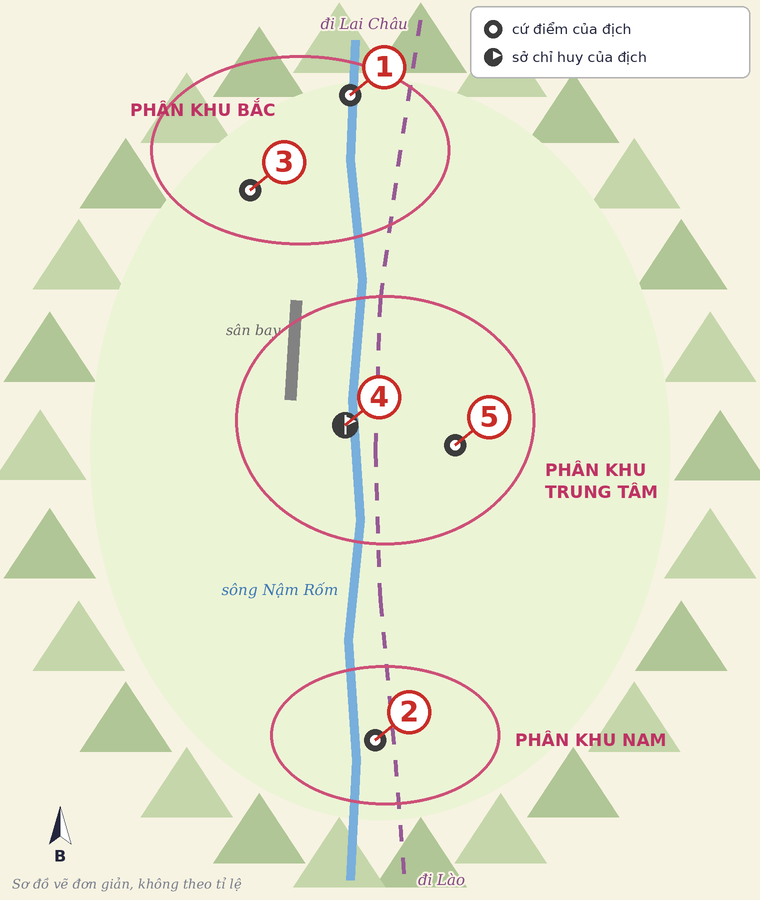 đi Lai Châu
cứ điểm của địch
sở chỉ huy của địch
1
PHÂN KHU BẮC
3
sân bay
4
5
PHÂN KHU
TRUNG TÂM
sông Nậm Rốm
2
PHÂN KHU NAM
B
Sơ đồ vẽ đơn giản, không theo tỉ lệ
đi Lào